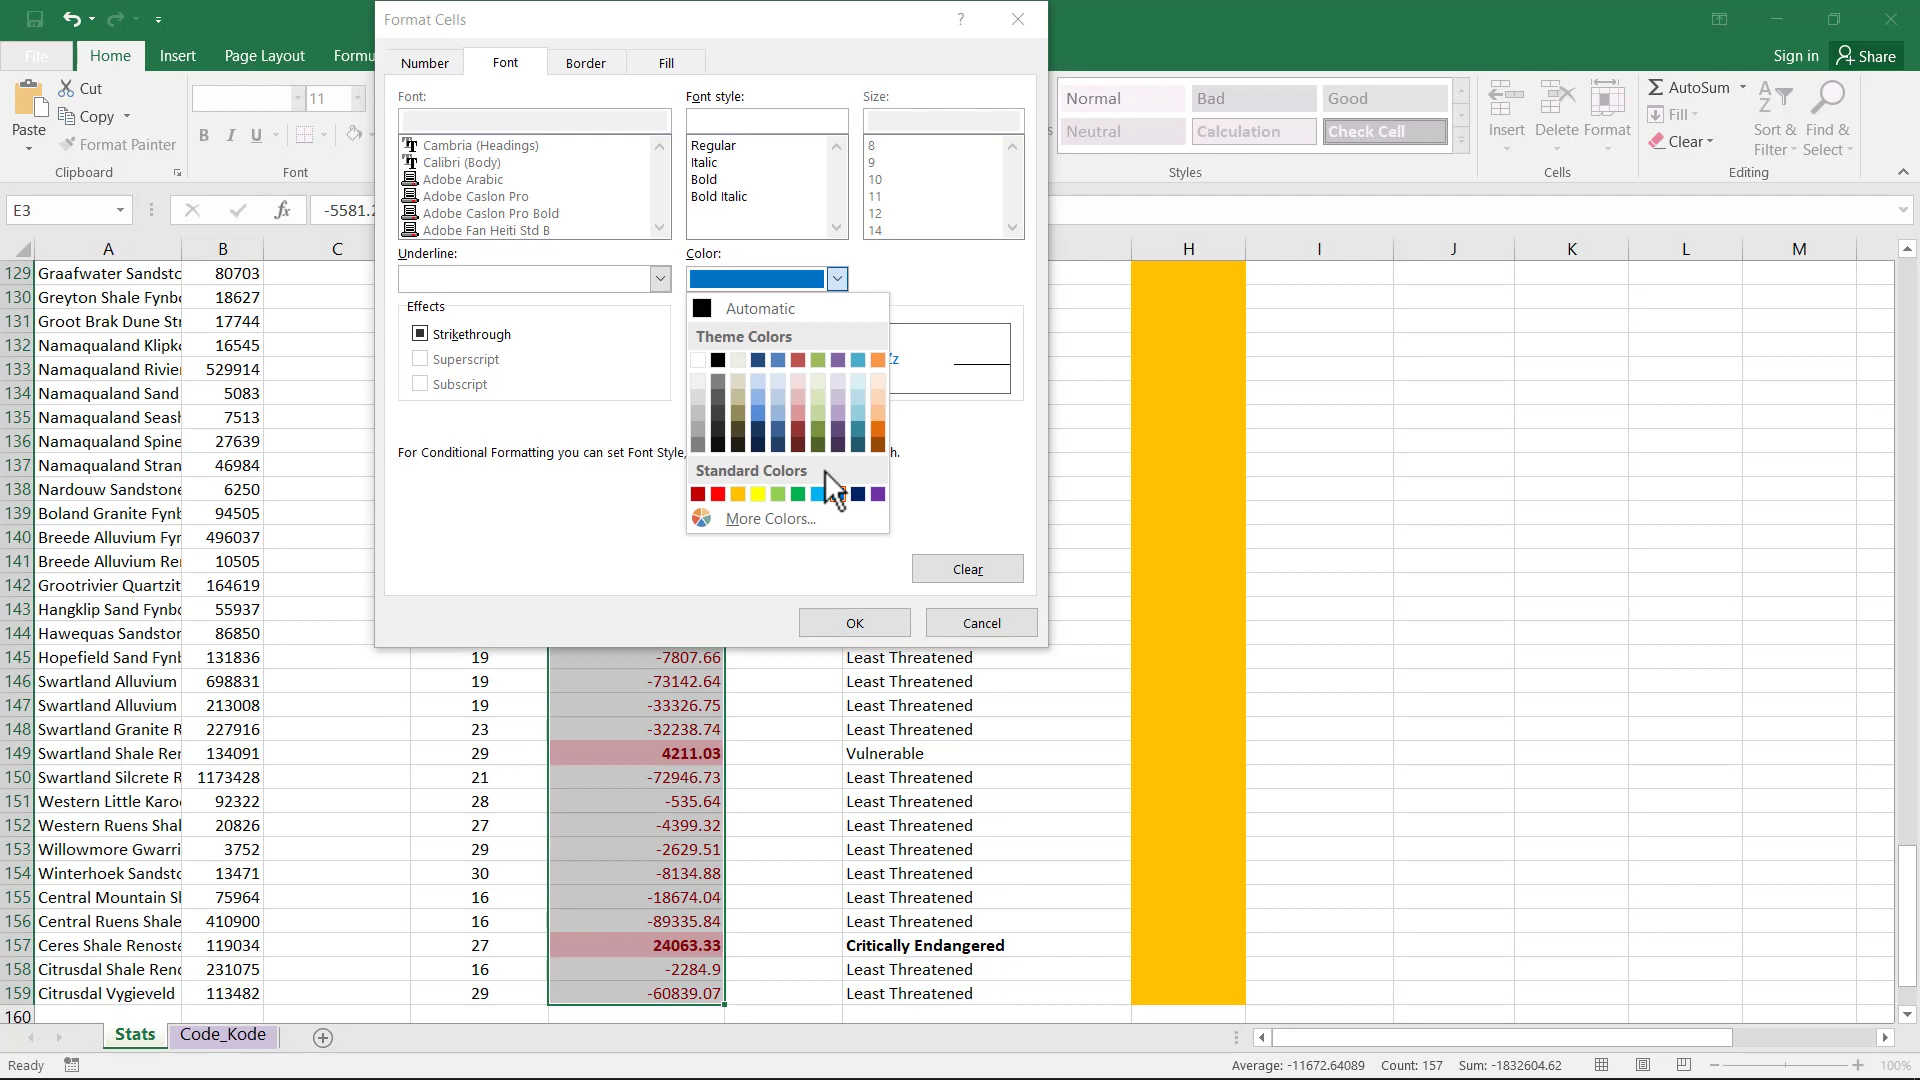 Format Cells
?
File
Home
Insert
Page Layout
Formu
Sign in
Share
Number
Font
Border
Fill
Paste
Cut
Copy
Format Painter
Clipboard
11
B I U
Font
Font:
Font style:
Size:
Cambria (Headings)
Calibri (Body)
Adobe Arabic
Adobe Caslon Pro
Adobe Caslon Pro Bold
Adobe Fan Heiti Std B
Regular
Italic
Bold
Bold Italic
8
9
10
11
12
14
Normal
Bad
Good
Neutral
Calculation
Check Cell
Styles
Insert
Delete
Format
Cells
AutoSum
Fill
Clear
Sort &
Filter
Find &
Select
Editing
E3
fx
-5581.2
Underline:
Color:
Effects
Strikethrough
Superscript
Subscript
Automatic
Theme Colors
Standard Colors
More Colors...
For Conditional Formatting you can set Font Style,
h.
Clear
OK
Cancel
A B C H I J K L M
129 Graafwater Sandsto 80703
130 Greyton Shale Fynb 18627
131 Groot Brak Dune Str 17744
132 Namaqualand Klipk 16545
133 Namaqualand Rivie 529914
134 Namaqualand Sand 5083
135 Namaqualand Seash 7513
136 Namaqualand Spine 27639
137 Namaqualand Stran 46984
138 Nardouw Sandstone 6250
139 Boland Granite Fynb 94505
140 Breede Alluvium Fyn 496037
141 Breede Alluvium Re 10505
142 Grootrivier Quartzit 164619
143 Hangklip Sand Fynb 55937
144 Hawequas Sandstor 86850
145 Hopefield Sand Fynb 131836 19 -7807.66 Least Threatened
146 Swartland Alluvium 698831 19 -73142.64 Least Threatened
147 Swartland Alluvium 213008 19 -33326.75 Least Threatened
148 Swartland Granite R 227916 23 -32238.74 Least Threatened
149 Swartland Shale Rer 134091 29 4211.03 Vulnerable
150 Swartland Silcrete R 1173428 21 -72946.73 Least Threatened
151 Western Little Karo 92322 28 -535.64 Least Threatened
152 Western Ruens Shal 20826 27 -4399.32 Least Threatened
153 Willowmore Gwarri 3752 29 -2629.51 Least Threatened
154 Winterhoek Sandsto 13471 30 -8134.88 Least Threatened
155 Central Mountain Sh 75964 16 -18674.04 Least Threatened
156 Central Ruens Shale 410900 16 -89335.84 Least Threatened
157 Ceres Shale Renoste 119034 27 24063.33 Critically Endangered
158 Citrusdal Shale Reno 231075 16 -2284.9 Least Threatened
159 Citrusdal Vygieveld 113482 29 -60839.07 Least Threatened
160
Stats
Code_Kode
Ready
Average: -11672.64089 Count: 157 Sum: -1832604.62
100%